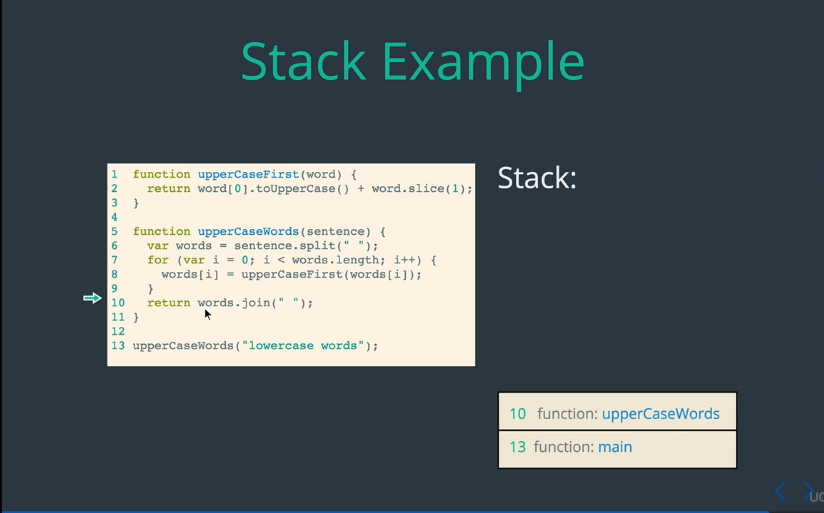 Stack Example
1 function upperCaseFirst(word) {
2 return word[0].toUpperCase() + word.slice(1);
3 }
4
5 function upperCaseWords(sentence) {
6 var words = sentence.split(" ");
7 for (var i = 0; i < words.length; i++) {
8 words[i] = upperCaseFirst(words[i]);
9 }
10 return words.join(" ");
11 }
12
13 upperCaseWords("lowercase words");
Stack:
10 function: upperCaseWords
13 function: main